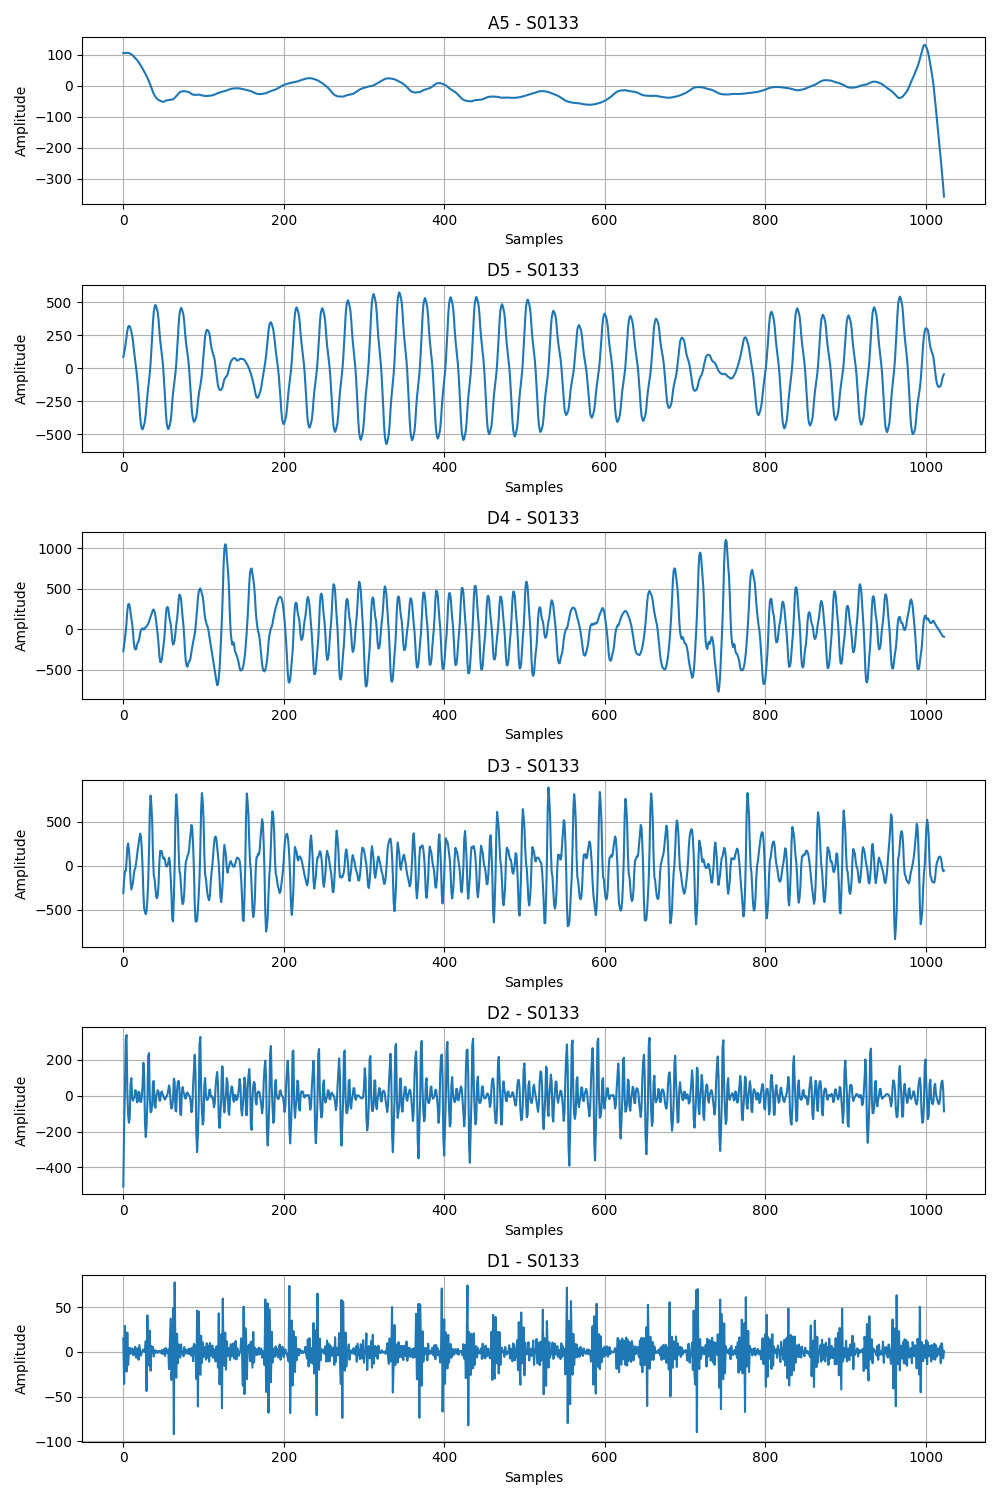 A5 - S0133
100
0
−100
−200
−300
Amplitude
0 200 400 600 800 1000
Samples
D5 - S0133
500
250
0
−250
−500
Amplitude
0 200 400 600 800 1000
Samples
D4 - S0133
1000
500
0
−500
Amplitude
0 200 400 600 800 1000
Samples
D3 - S0133
500
0
−500
Amplitude
0 200 400 600 800 1000
Samples
D2 - S0133
200
0
−200
−400
Amplitude
0 200 400 600 800 1000
Samples
D1 - S0133
50
0
−50
−100
Amplitude
0 200 400 600 800 1000
Samples